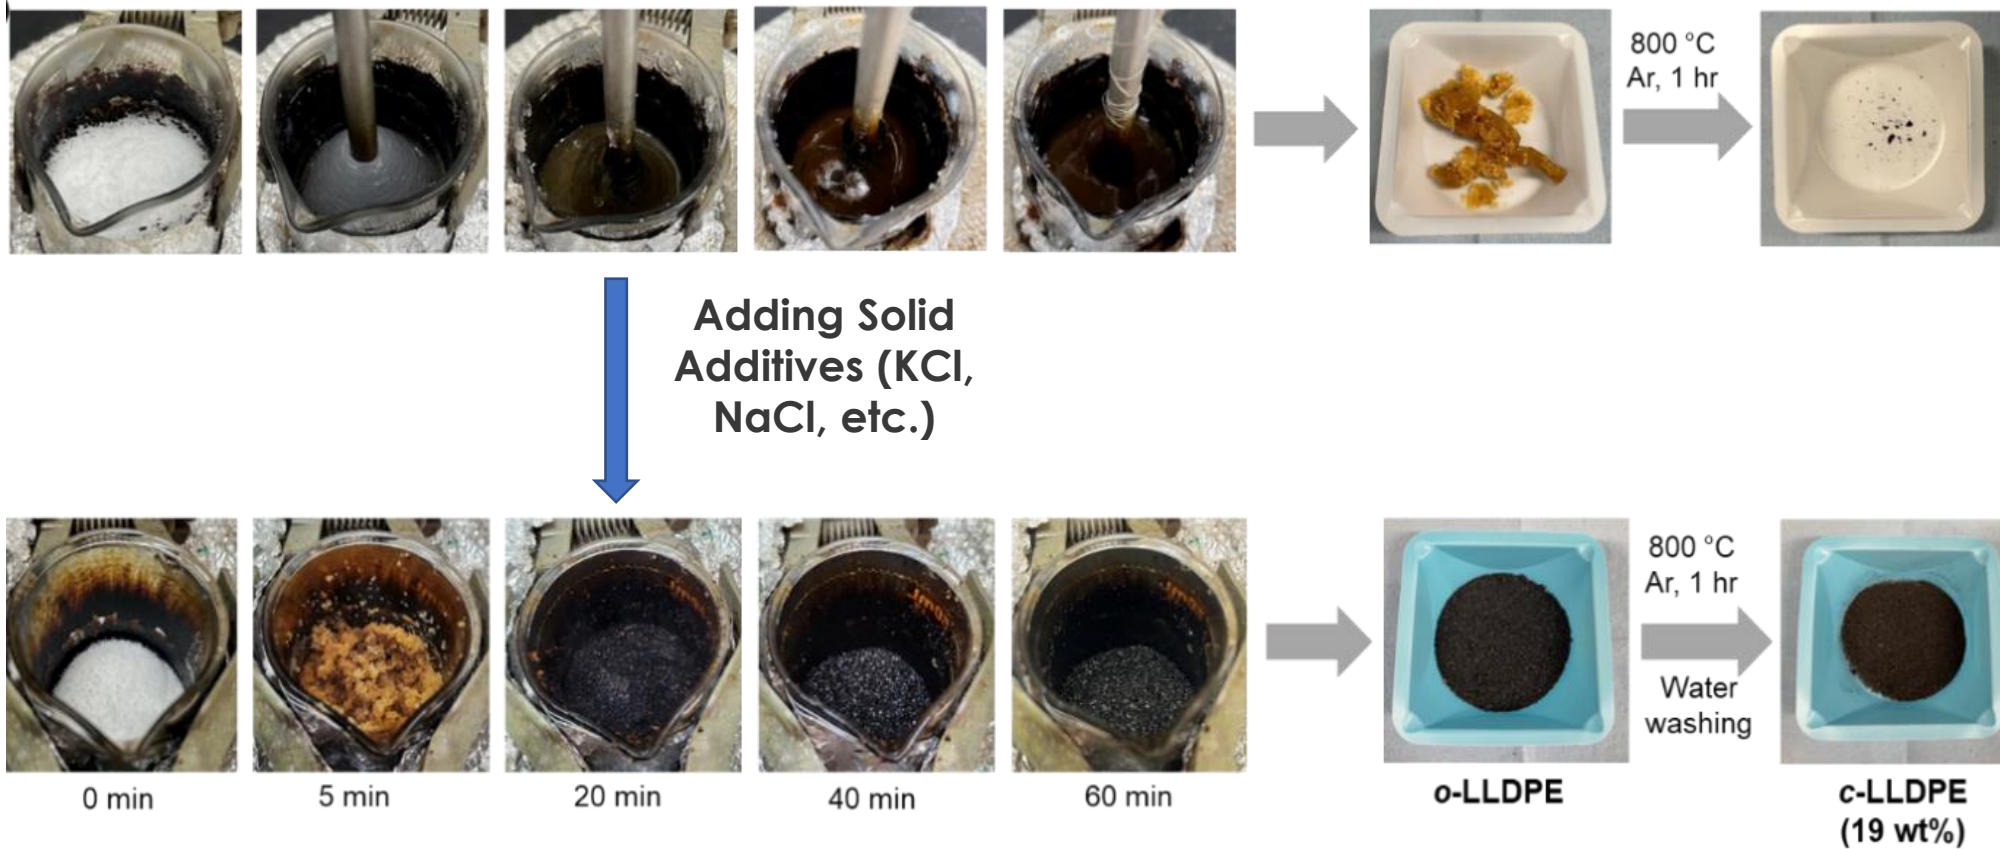 800 °C
Ar, 1 hr
Adding Solid
Additives (KCl,
NaCl, etc.)
800 °C
Ar, 1 hr
Water
washing
0 min
5 min
20 min
40 min
60 min
o-LLDPE
c-LLDPE
(19 wt%)